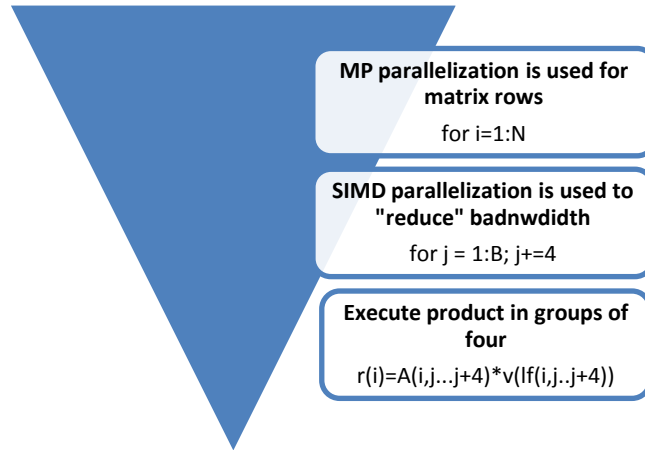 MP parallelization is used for
matrix rows
for i=1:N
SIMD parallelization is used to
"reduce" badnwdidth
for j = 1:B; j+=4
Execute product in groups of
four
r(i)=A(i,j...j+4)*v(If(i,j..j+4))